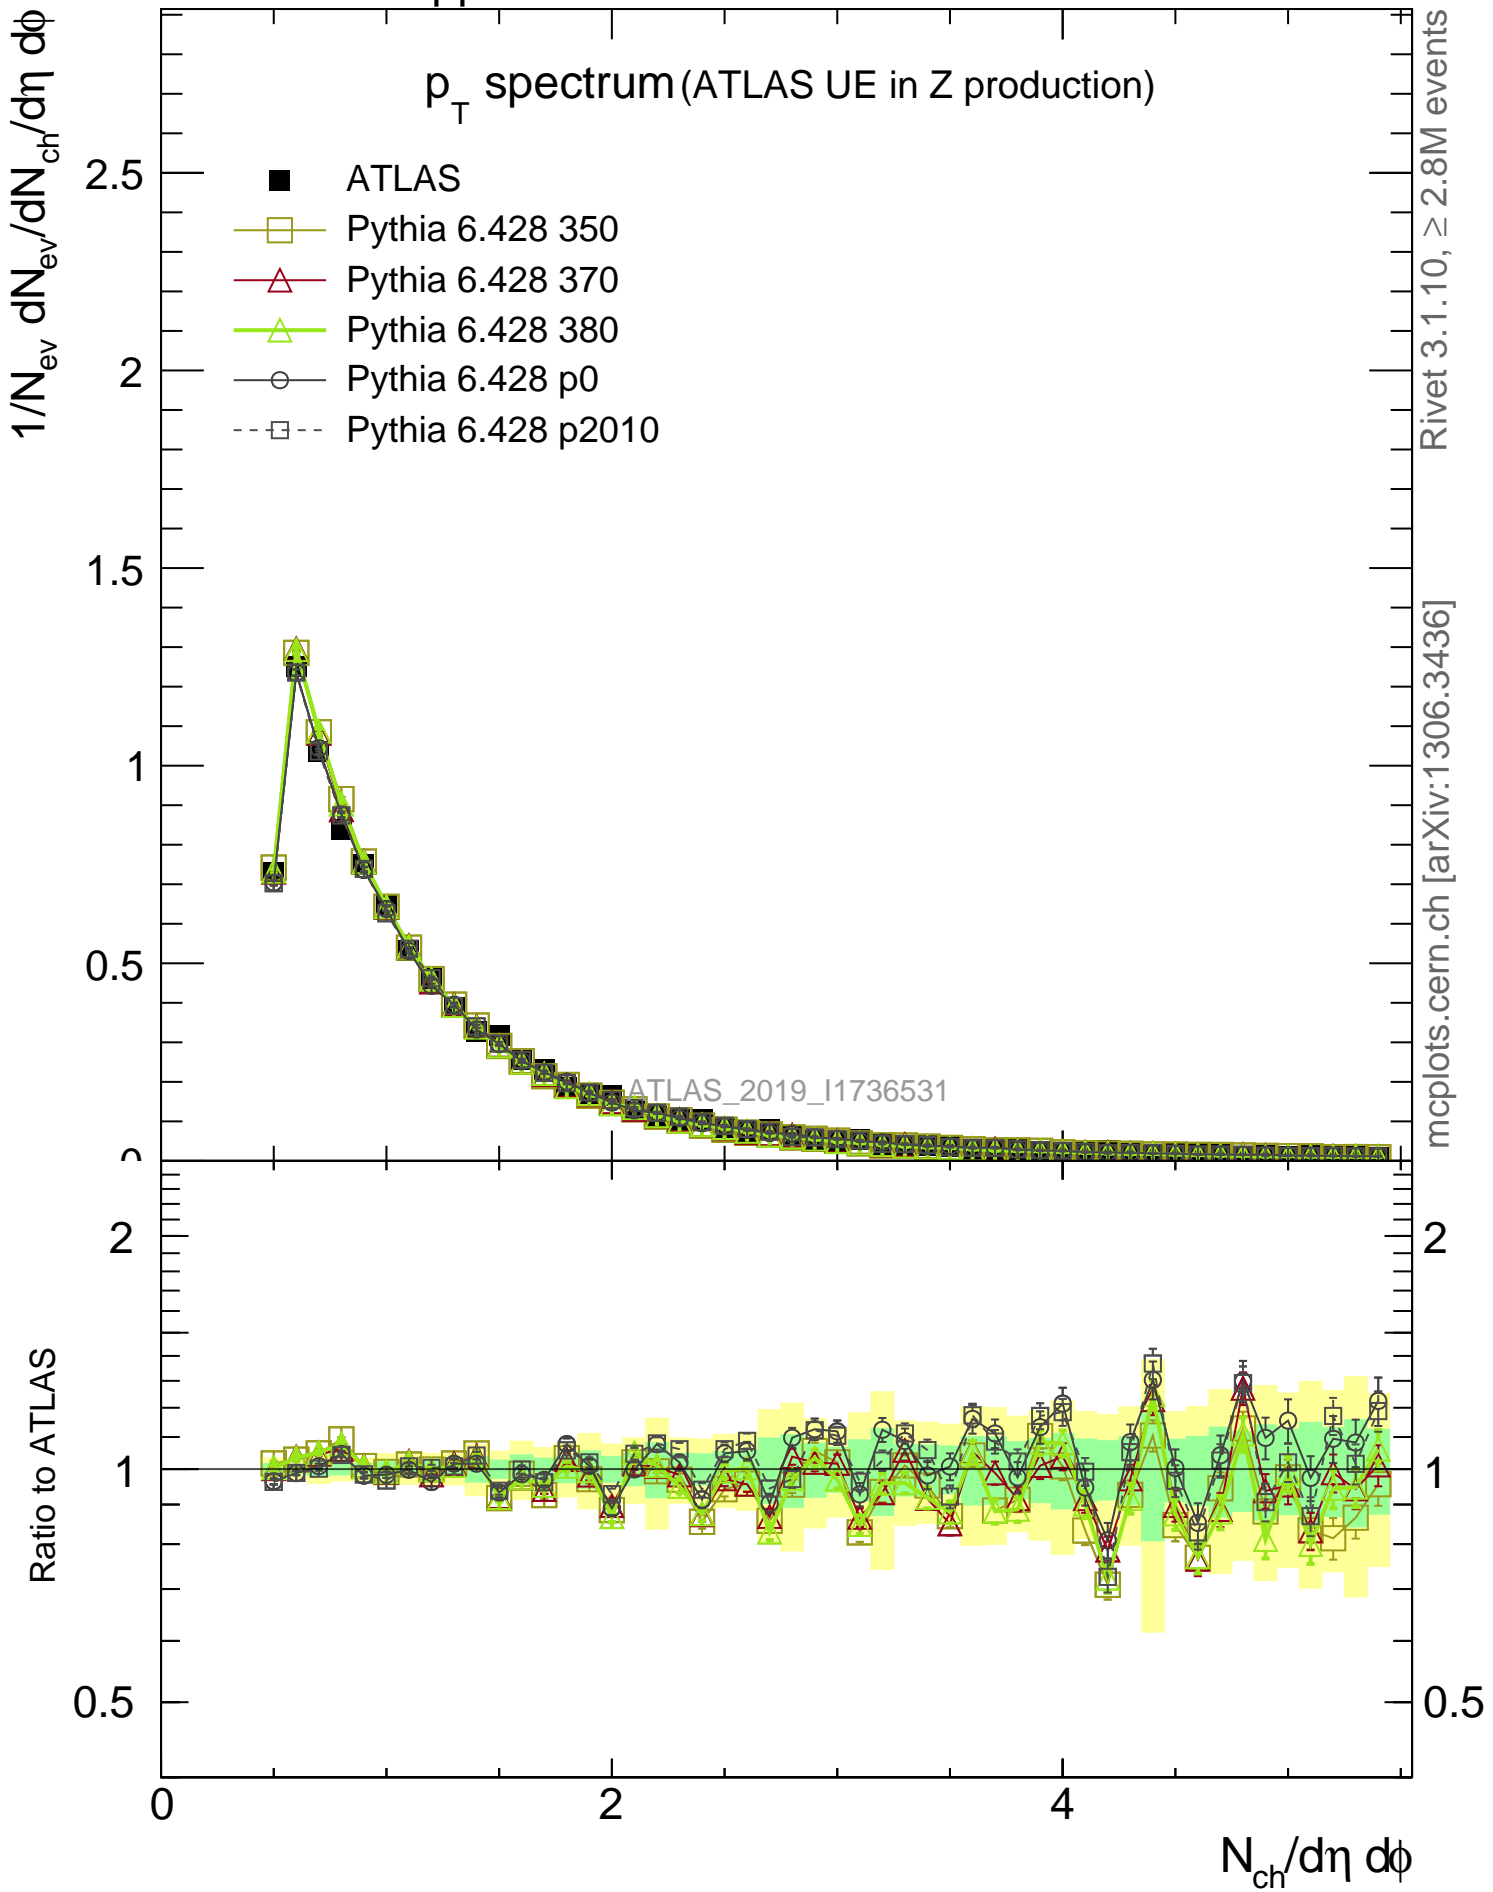 p_T spectrum (ATLAS UE in Z production)
1/N_ev dN_ev/dN_ch/dη dϕ
ATLAS
Pythia 6.428 350
Pythia 6.428 370
Pythia 6.428 380
Pythia 6.428 p0
Pythia 6.428 p2010
2.5
2
1.5
1
0.5
0
ATLAS_2019_I1736531
Rivet 3.1.10, ≥ 2.8M events
mcplots.cern.ch [arXiv:1306.3436]
Ratio to ATLAS
2
1
0.5
2
1
0.5
0
2
4
N_ch/dη dϕ